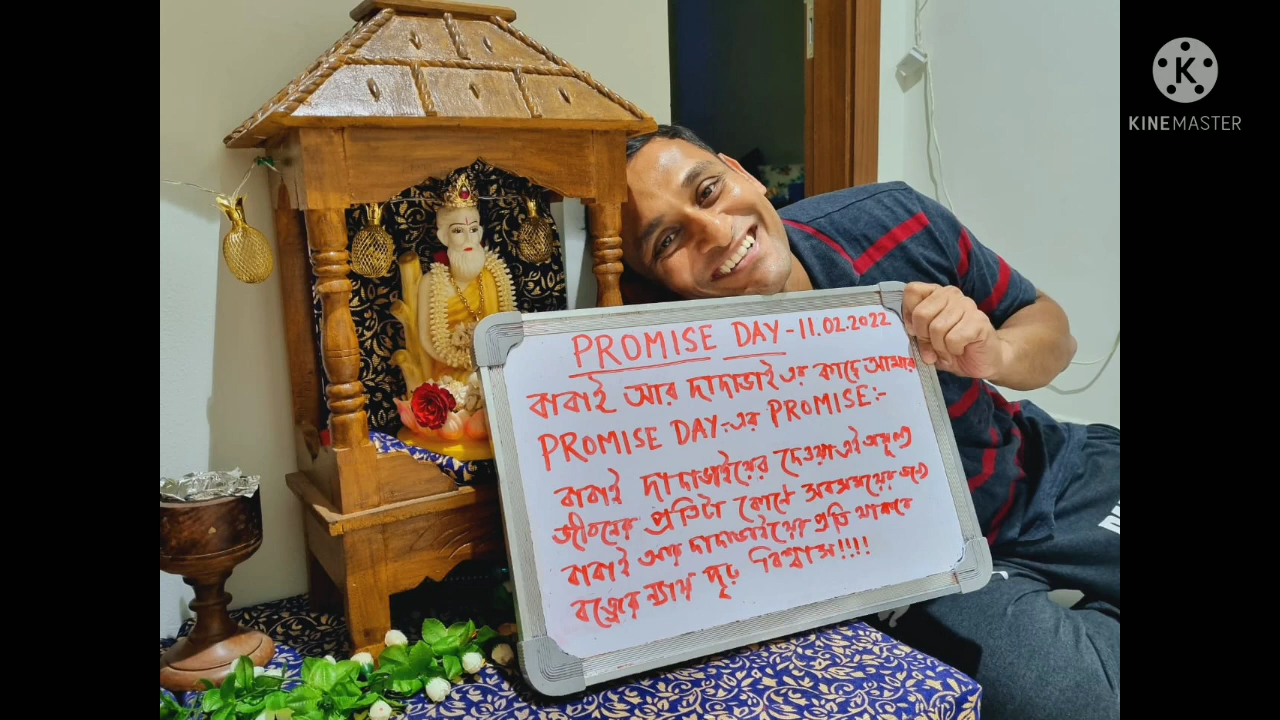 PROMISE DAY - 11.02.2022
বাবাই আর দাদাভাই এর কাছে আমার
PROMISE DAY-এর PROMISE:-
বাবাই দাদাভাইয়ের দেওয়া এই অমূল্য
জীবনের প্রতিটা সবসময়ের জন্যে
বাবাই আর দাদাভাইয়ের প্রতি থাকবে
বজ্রের ন্যায় দৃঢ় বিশ্বাস!!!!
K
KINEMASTER